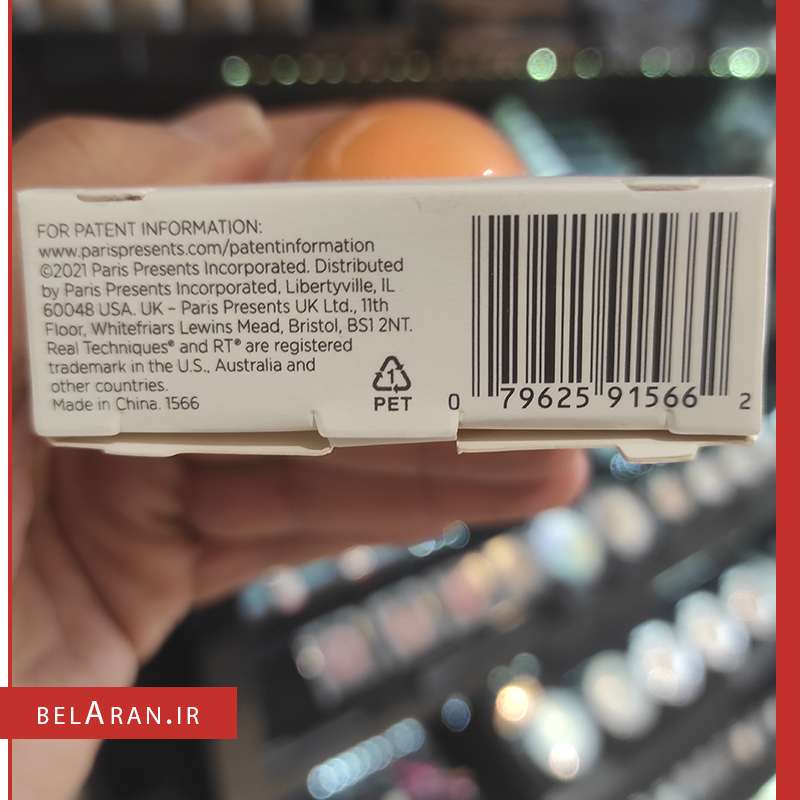 FOR PATENT INFORMATION:
www.parispresents.com/patentinformation
©2021 Paris Presents Incorporated. Distributed
by Paris Presents Incorporated, Libertyville, IL
60048 USA. UK – Paris Presents UK Ltd., 11th
Floor, Whitefriars Lewins Mead, Bristol, BS1 2NT.
Real Techniques® and RT® are registered
trademark in the U.S., Australia and
other countries.
Made in China. 1566
1
PET
0 79625 91566 2
BELARAN.IR